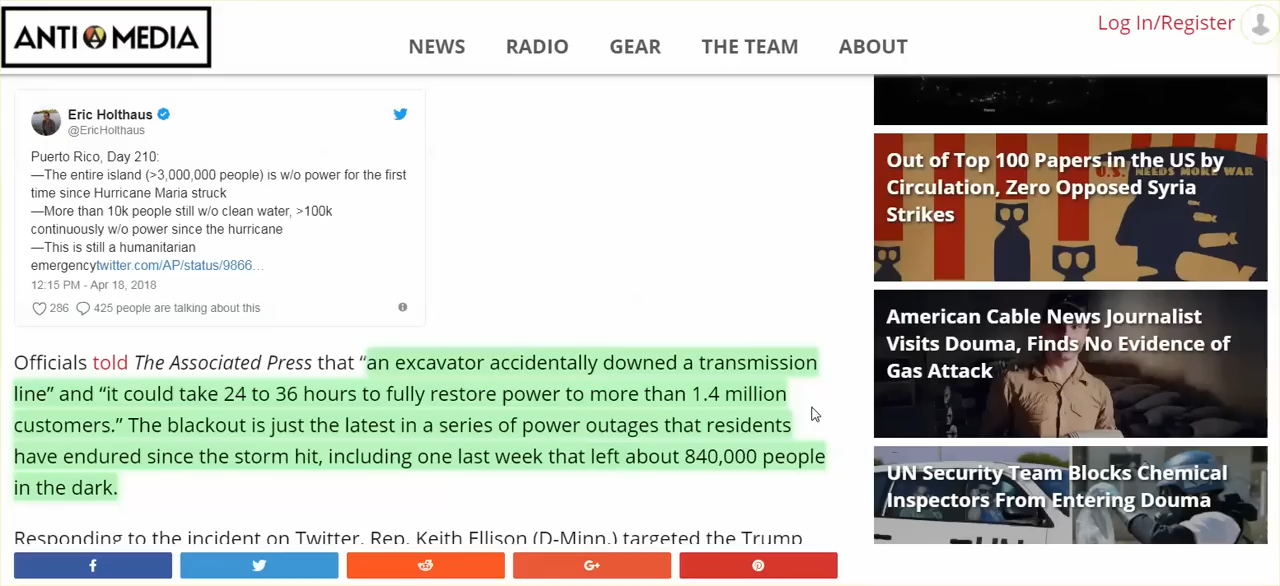 ANTI MEDIA
NEWS
RADIO
GEAR
THE TEAM
ABOUT
Log In/Register
Eric Holthaus
@EricHolthaus
Puerto Rico, Day 210:
—The entire island (>3,000,000 people) is w/o power for the first
time since Hurricane Maria struck
—More than 10k people still w/o clean water, >100k
continuously w/o power since the hurricane
—This is still a humanitarian
emergencytwitter.com/AP/status/9866…
12:15 PM - Apr 18, 2018
286
425 people are talking about this
Officials told The Associated Press that “an excavator accidentally downed a transmission
line” and “it could take 24 to 36 hours to fully restore power to more than 1.4 million
customers.” The blackout is just the latest in a series of power outages that residents
have endured since the storm hit, including one last week that left about 840,000 people
in the dark.
Responding to the incident on Twitter, Rep. Keith Ellison (D-Minn.) targeted the Trump
Out of Top 100 Papers in the US by
Circulation, Zero Opposed Syria
Strikes
U.S. NEEDS MORE WAR
American Cable News Journalist
Visits Douma, Finds No Evidence of
Gas Attack
UN Security Team Blocks Chemical
Inspectors From Entering Douma
G+